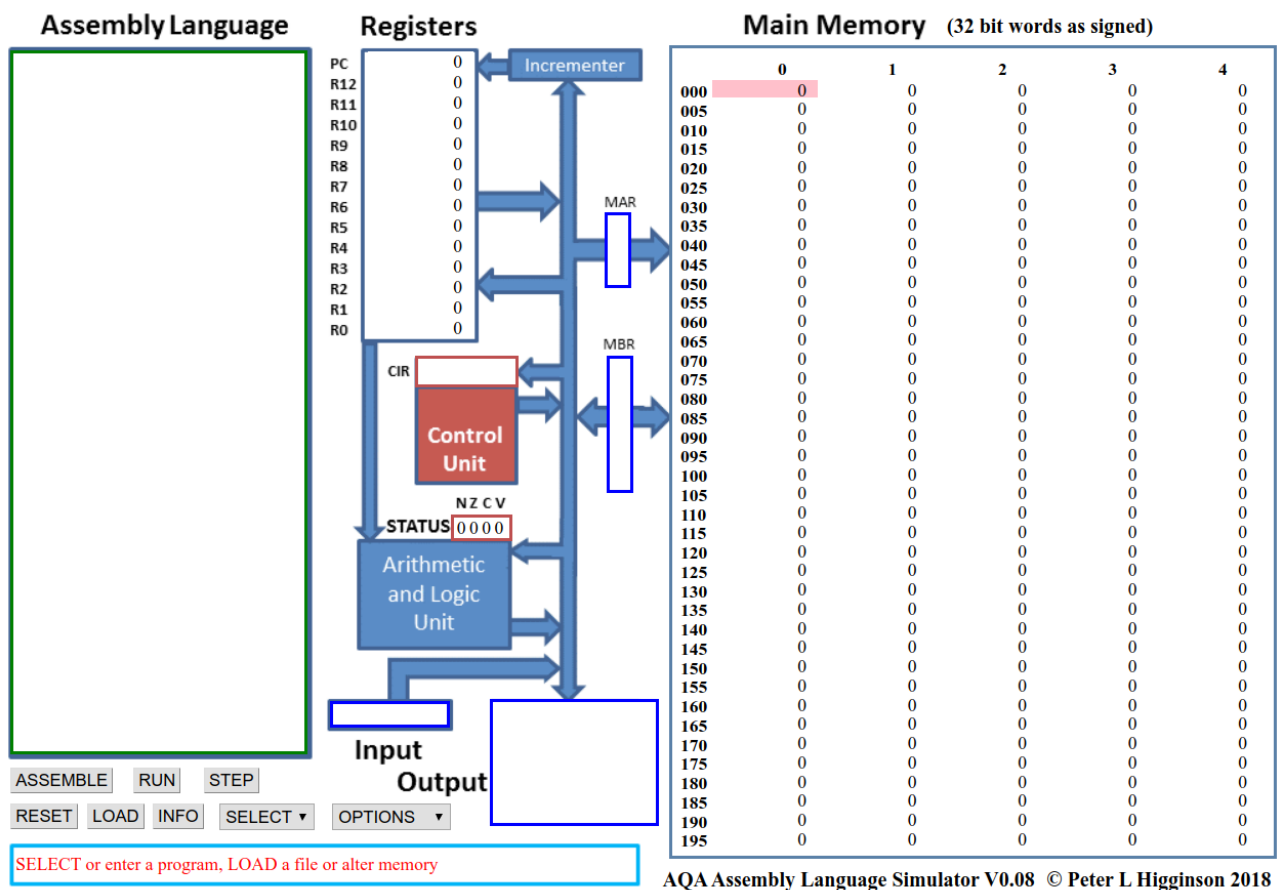 Assembly Language
Registers
PC 0
R12 0
R11 0
R10 0
R9 0
R8 0
R7 0
R6 0
R5 0
R4 0
R3 0
R2 0
R1 0
R0 0
Incrementer
MAR
MBR
CIR
Control
Unit
N Z C V
STATUS 0 0 0 0
Arithmetic
and Logic
Unit
Input
Output
ASSEMBLE RUN STEP
RESET LOAD INFO SELECT ▾ OPTIONS ▾
SELECT or enter a program, LOAD a file or alter memory
Main Memory (32 bit words as signed)
0 1 2 3 4
000 0 0 0 0 0
005 0 0 0 0 0
010 0 0 0 0 0
015 0 0 0 0 0
020 0 0 0 0 0
025 0 0 0 0 0
030 0 0 0 0 0
035 0 0 0 0 0
040 0 0 0 0 0
045 0 0 0 0 0
050 0 0 0 0 0
055 0 0 0 0 0
060 0 0 0 0 0
065 0 0 0 0 0
070 0 0 0 0 0
075 0 0 0 0 0
080 0 0 0 0 0
085 0 0 0 0 0
090 0 0 0 0 0
095 0 0 0 0 0
100 0 0 0 0 0
105 0 0 0 0 0
110 0 0 0 0 0
115 0 0 0 0 0
120 0 0 0 0 0
125 0 0 0 0 0
130 0 0 0 0 0
135 0 0 0 0 0
140 0 0 0 0 0
145 0 0 0 0 0
150 0 0 0 0 0
155 0 0 0 0 0
160 0 0 0 0 0
165 0 0 0 0 0
170 0 0 0 0 0
175 0 0 0 0 0
180 0 0 0 0 0
185 0 0 0 0 0
190 0 0 0 0 0
195 0 0 0 0 0
AQA Assembly Language Simulator V0.08 © Peter L Higginson 2018